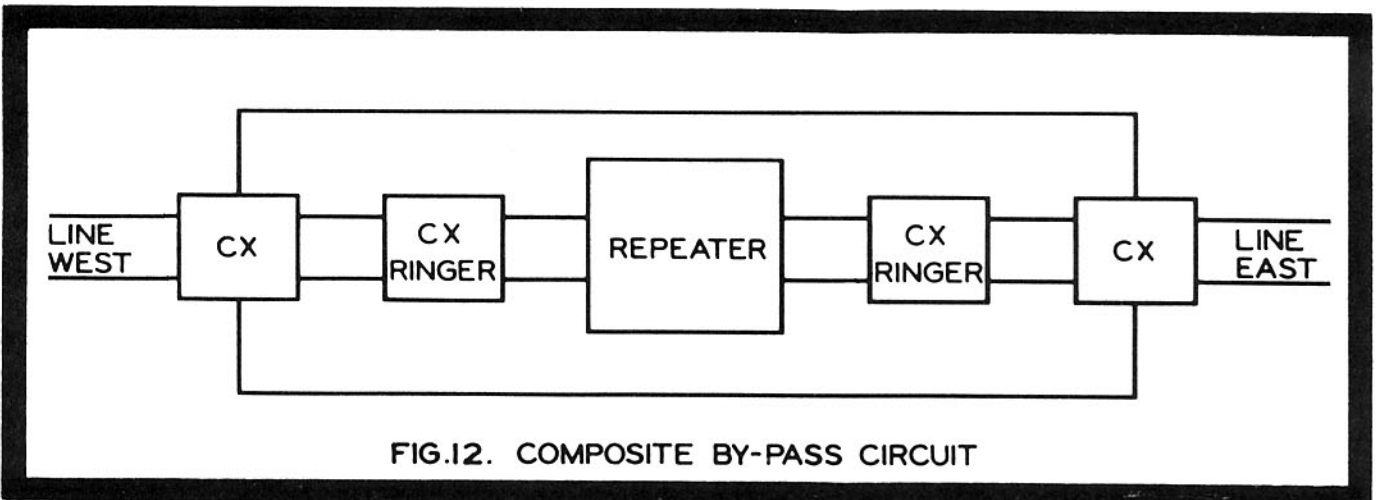 LINE
WEST
CX
CX
RINGER
REPEATER
CX
RINGER
CX
LINE
EAST
FIG.12. COMPOSITE BY-PASS CIRCUIT